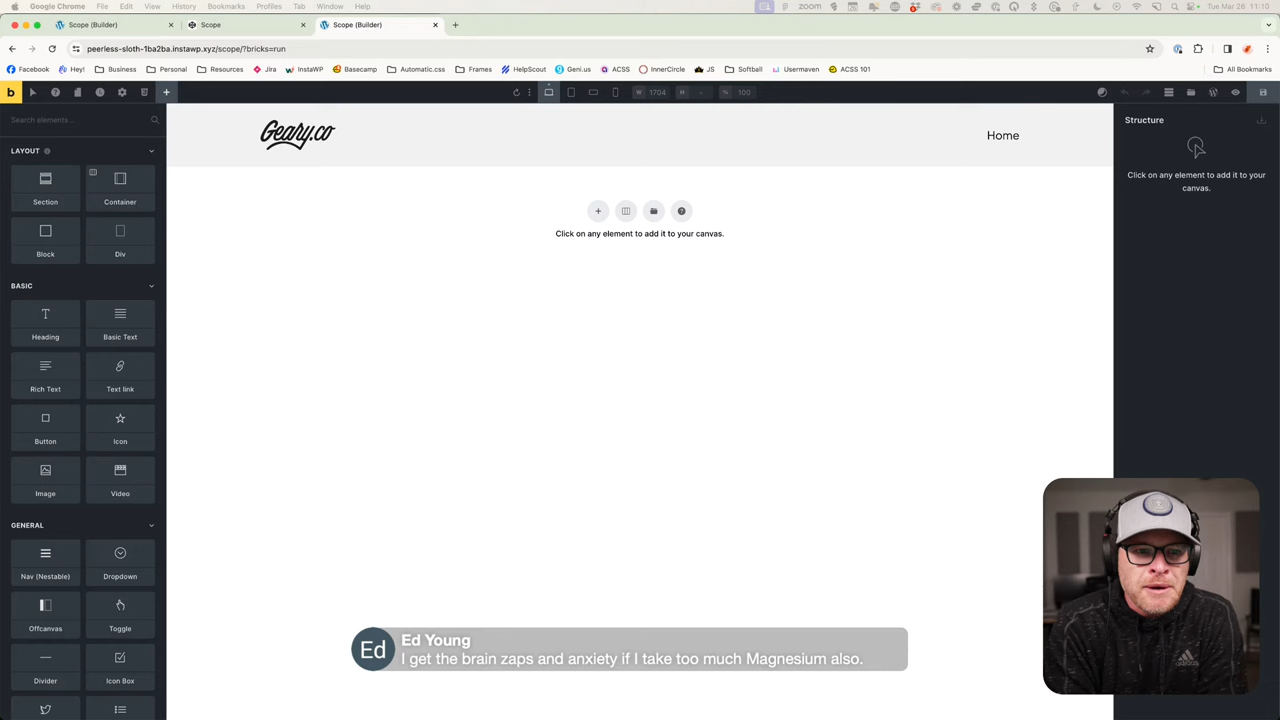 Google Chrome File Edit View History Bookmarks Profiles Tab Window Help zoom Tue Mar 26 11:10
Scope (Builder) Scope Scope (Builder)
peerless-sloth-1ba2ba.instawp.xyz/scope/?bricks=run
Facebook Hey! Business Personal Resources Jira InstaWP Basecamp Automatic.css Frames HelpScout Geni.us ACSS InnerCircle JS Softball Usermaven ACSS 101 All Bookmarks
b W 1704 H - % 100
Search elements...
Geary.co
Home
Structure
Click on any element to add it to your
canvas.
LAYOUT
Section Container
Block Div
Click on any element to add it to your canvas.
BASIC
Heading Basic Text
Rich Text Text link
Button Icon
Image Video
GENERAL
Nav (Nestable) Dropdown
Offcanvas Toggle
Divider Icon Box
Ed
Ed Young
I get the brain zaps and anxiety if I take too much Magnesium also.
adidas